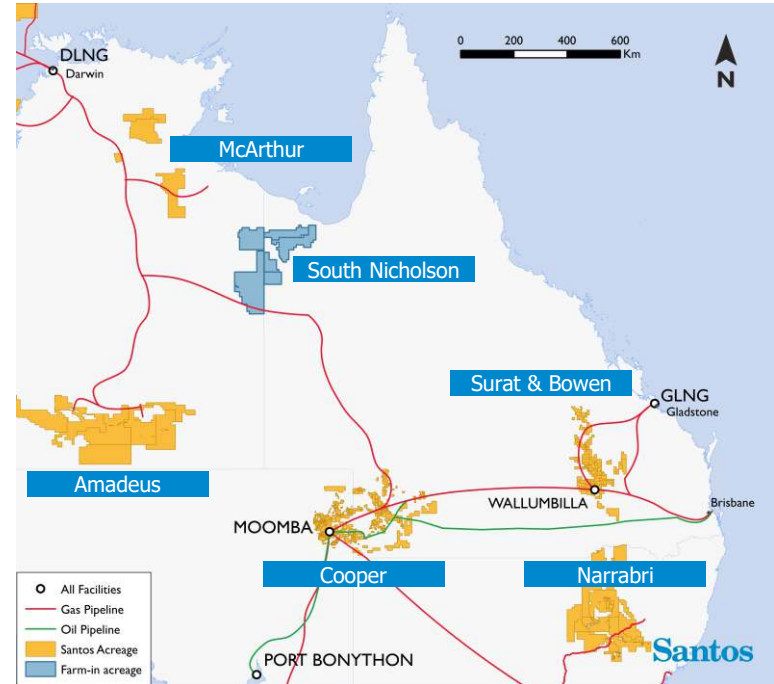 DLNG
Darwin
0 200 400 600
Km
N
McArthur
South Nicholson
Surat & Bowen
GLNG
Gladstone
Amadeus
WALLUMBILLA
Brisbane
MOOMBA
Cooper
Narrabri
All Facilities
Gas Pipeline
Oil Pipeline
Santos Acreage
Farm-in acreage
PORT BONYTHON
Santos